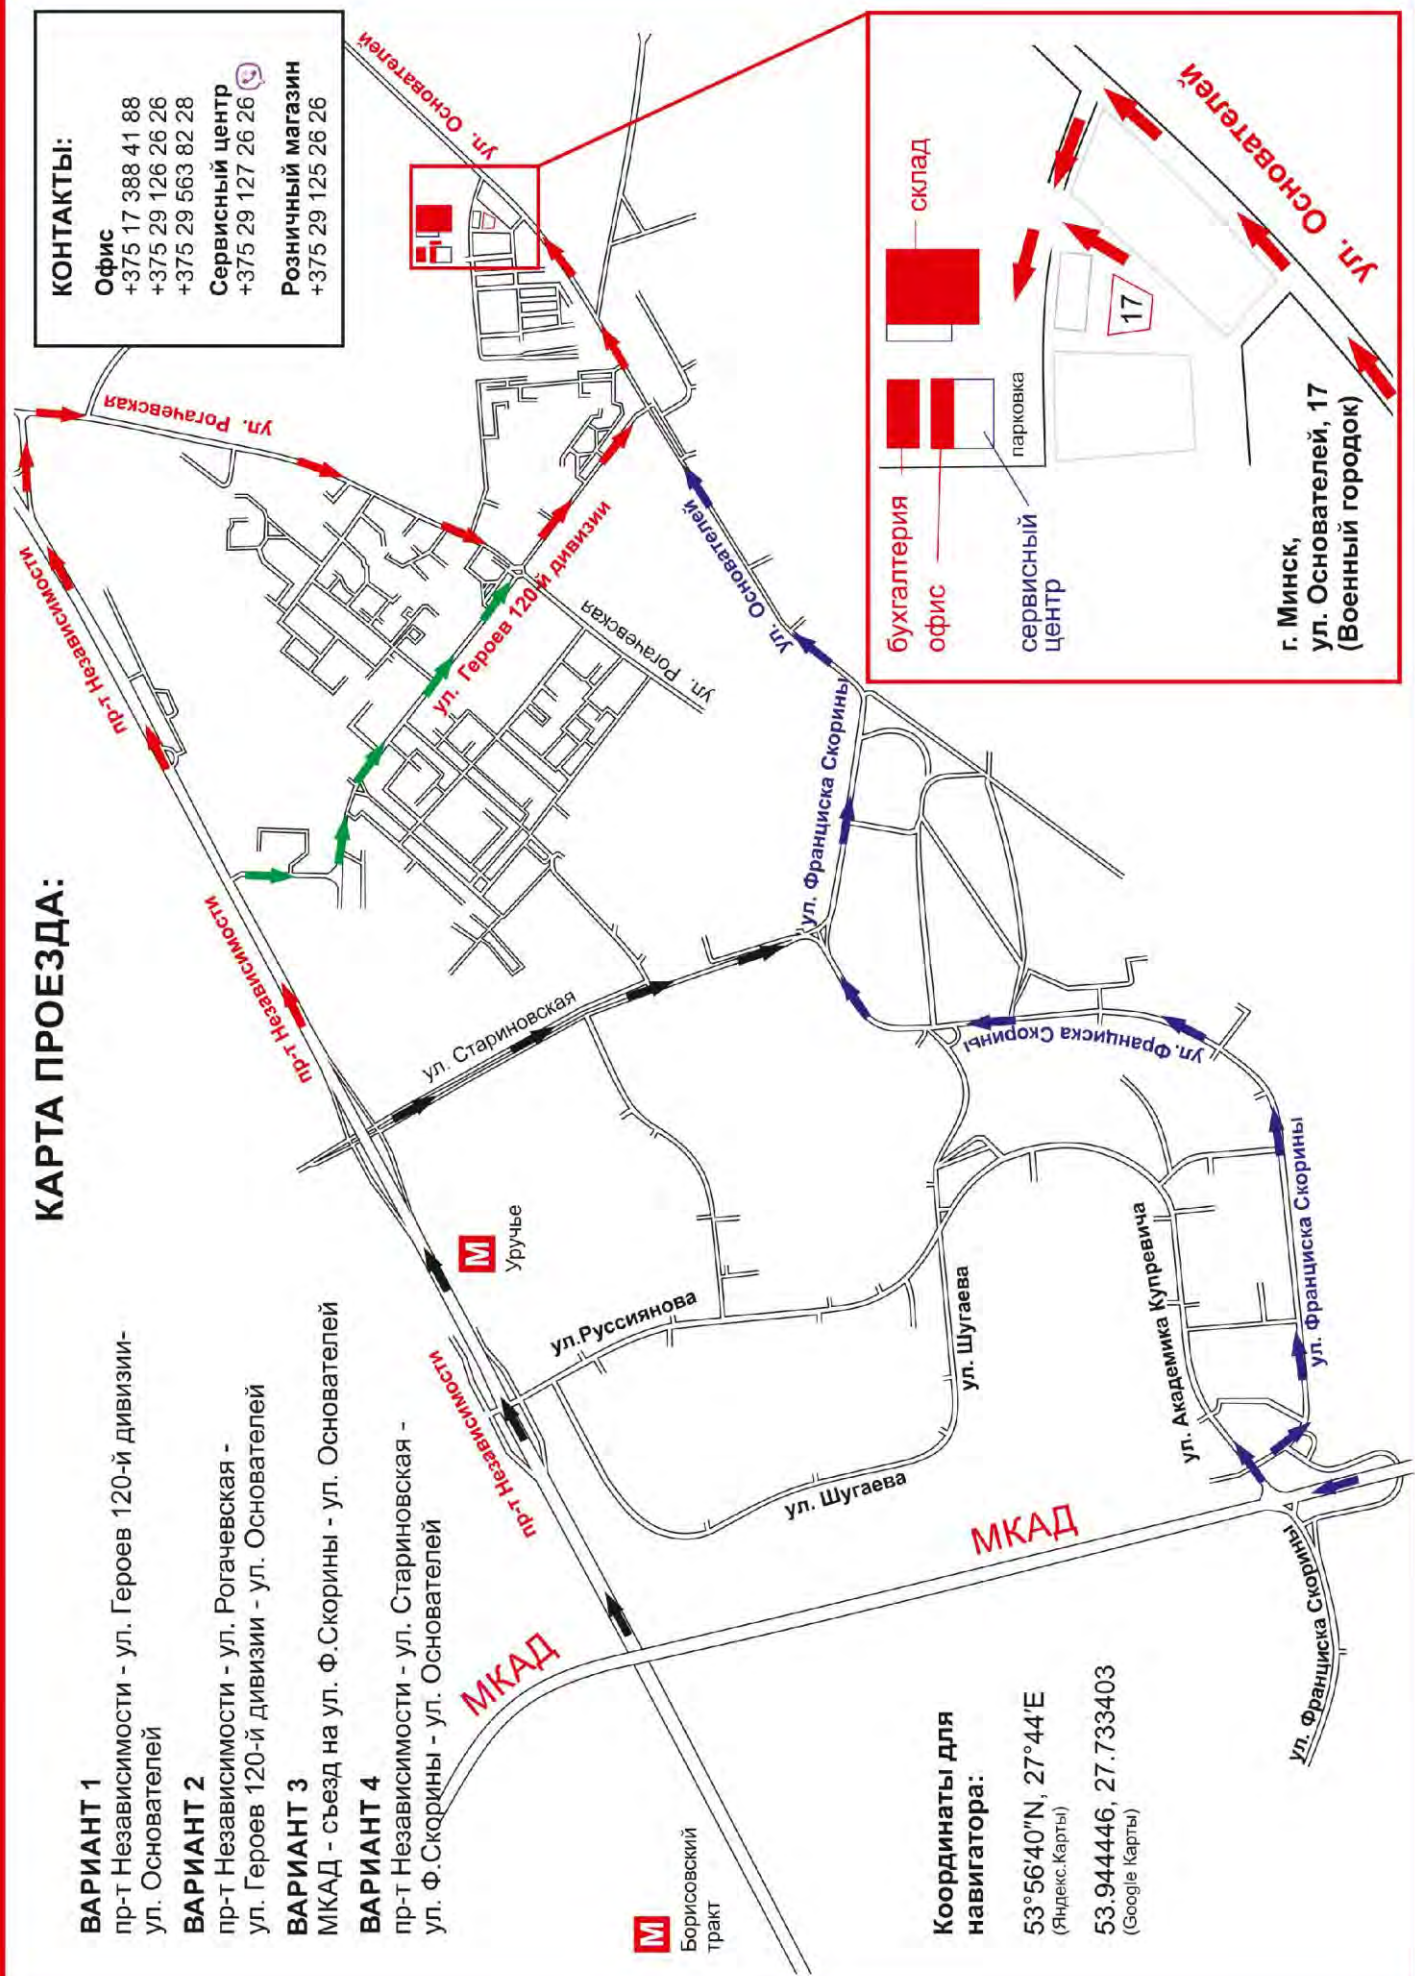 КАРТА ПРОЕЗДА:
ВАРИАНТ 1
пр-т Независимости - ул. Героев 120-й дивизии-
ул. Основателей
ВАРИАНТ 2
пр-т Независимости - ул. Рогачевская -
ул. Героев 120-й дивизии - ул. Основателей
ВАРИАНТ 3
МКАД - съезд на ул. Ф.Скорины - ул. Основателей
ВАРИАНТ 4
пр-т Независимости - ул. Стариновская -
ул. Ф.Скорины - ул. Основателей
КОНТАКТЫ:
Офис
+375 17 388 41 88
+375 29 126 26 26
+375 29 563 82 28
Сервисный центр
+375 29 127 26 26
Розничный магазин
+375 29 125 26 26
М
Борисовский
тракт
МКАД
пр-т Независимости
М
Уручье
пр-т Независимости
пр-т Независимости
пр-т Независимости
пр-т Независимости
ул. Рогачевская
ул. Основателей
ул. Стариновская
ул. Героев 120-й дивизии
ул. Рогачевская
ул.Руссиянова
ул. Шугаева
ул. Шугаева
ул. Основателей
ул. Основателей
ул. Франциска Скорины
ул. Франциска Скорины
МКАД
ул. Академика Купревича
ул. Франциска Скорины
ул. Франциска Скорины
Координаты для
навигатора:
53°56'40"N, 27°44'E
(Яндекс.Карты)
53.944446, 27.733403
(Google Карты)
бухгалтерия
офис
сервисный
центр
парковка
склад
17
ул. Основателей
г. Минск,
ул. Основателей, 17
(Военный городок)